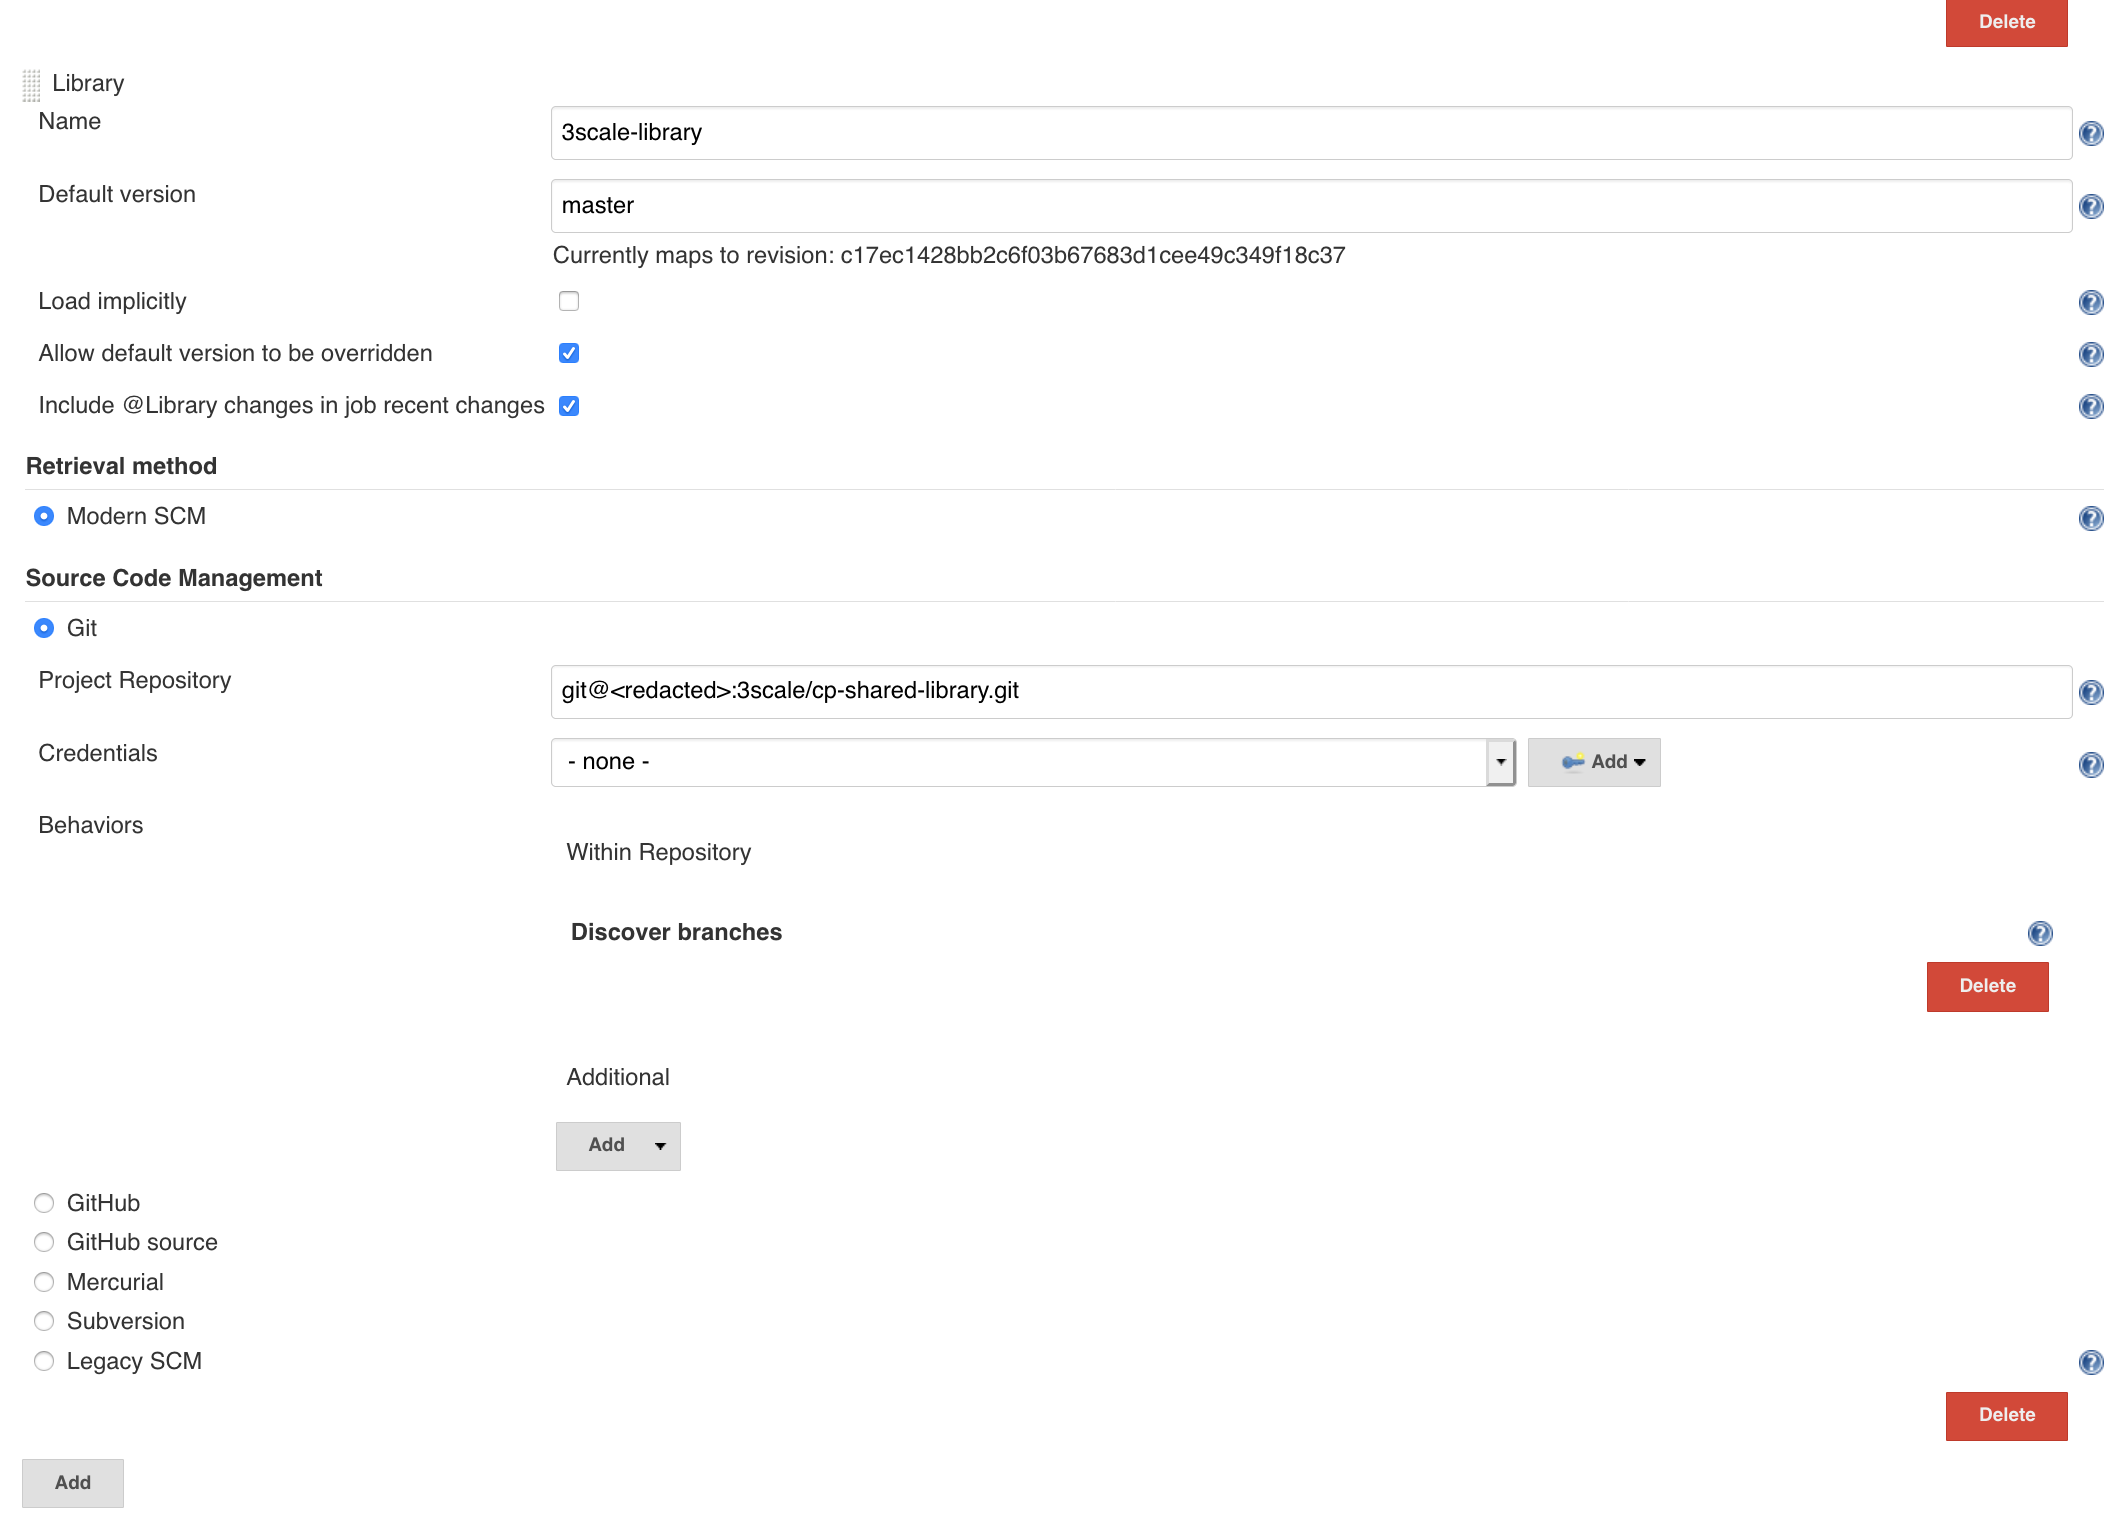 Delete
Library
Name
3scale-library
Default version
master
Currently maps to revision: c17ec1428bb2c6f03b67683d1cee49c349f18c37
Load implicitly
Allow default version to be overridden
Include @Library changes in job recent changes
Retrieval method
Modern SCM
Source Code Management
Git
Project Repository
git@<redacted>:3scale/cp-shared-library.git
Credentials
- none -
Add
Behaviors
Within Repository
Discover branches
Delete
Additional
Add
GitHub
GitHub source
Mercurial
Subversion
Legacy SCM
Delete
Add